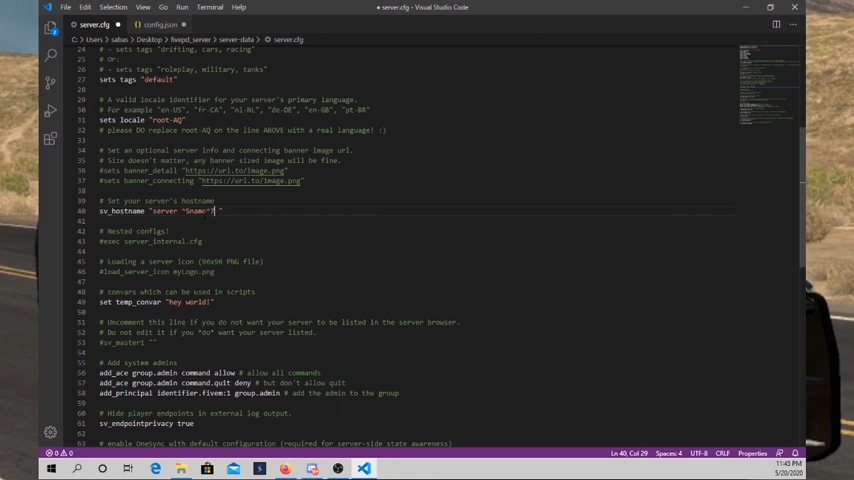 File Edit Selection View Go Run Terminal Help
● server.cfg - Visual Studio Code
server.cfg ●
config.json ●
C: > Users > sabas > Desktop > fivepd_server > server-data > server.cfg
24 # - sets tags "drifting, cars, racing"
25 # Or:
26 # - sets tags "roleplay, military, tanks"
27 sets tags "default"
28
29 # A valid locale identifier for your server's primary language.
30 # For example "en-US", "fr-CA", "nl-NL", "de-DE", "en-GB", "pt-BR"
31 sets locale "root-AQ"
32 # please DO replace root-AQ on the line ABOVE with a real language! :)
33
34 # Set an optional server info and connecting banner image url.
35 # Size doesn't matter, any banner sized image will be fine.
36 #sets banner_detail "https://url.to/image.png"
37 #sets banner_connecting "https://url.to/image.png"
38
39 # Set your server's hostname
40 sv_hostname "server ^5name^7 "
41
42 # Nested configs!
43 #exec server_internal.cfg
44
45 # Loading a server icon (96x96 PNG file)
46 #load_server_icon myLogo.png
47
48 # convars which can be used in scripts
49 set temp_convar "hey world!"
50
51 # Uncomment this line if you do not want your server to be listed in the server browser.
52 # Do not edit it if you *do* want your server listed.
53 #sv_master1 ""
54
55 # Add system admins
56 add_ace group.admin command allow # allow all commands
57 add_ace group.admin command.quit deny # but don't allow quit
58 add_principal identifier.fivem:1 group.admin # add the admin to the group
59
60 # Hide player endpoints in external log output.
61 sv_endpointprivacy true
62
63 # enable OneSync with default configuration (required for server-side state awareness)
0 0 Ln 40, Col 29 Spaces: 4 UTF-8 CRLF Properties
11:45 PM
5/20/2020